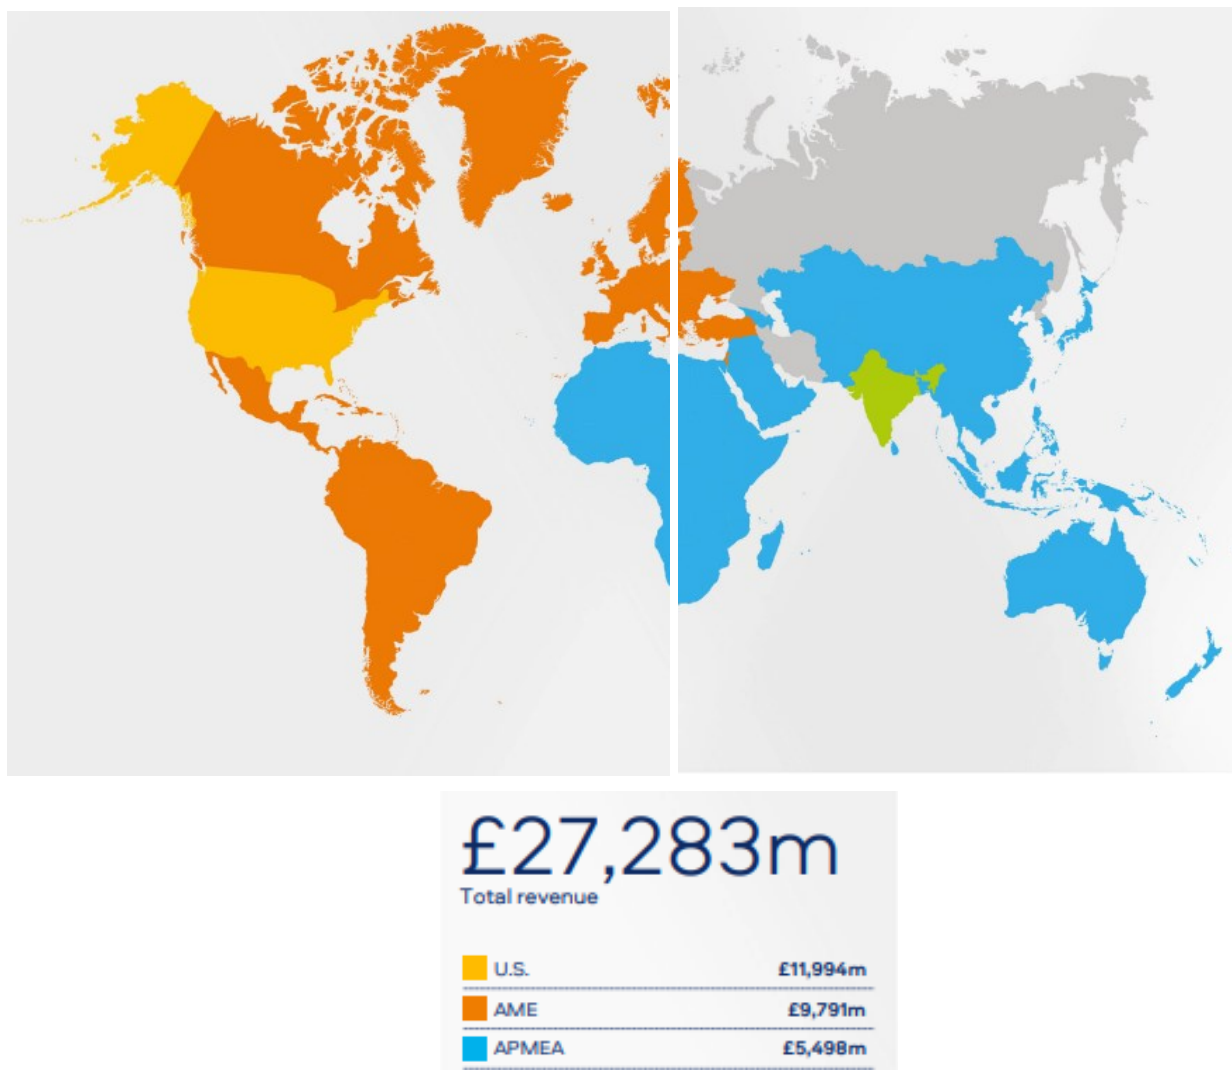 £27,283m
Total revenue
U.S. £11,994m
AME £9,791m
APMEA £5,498m